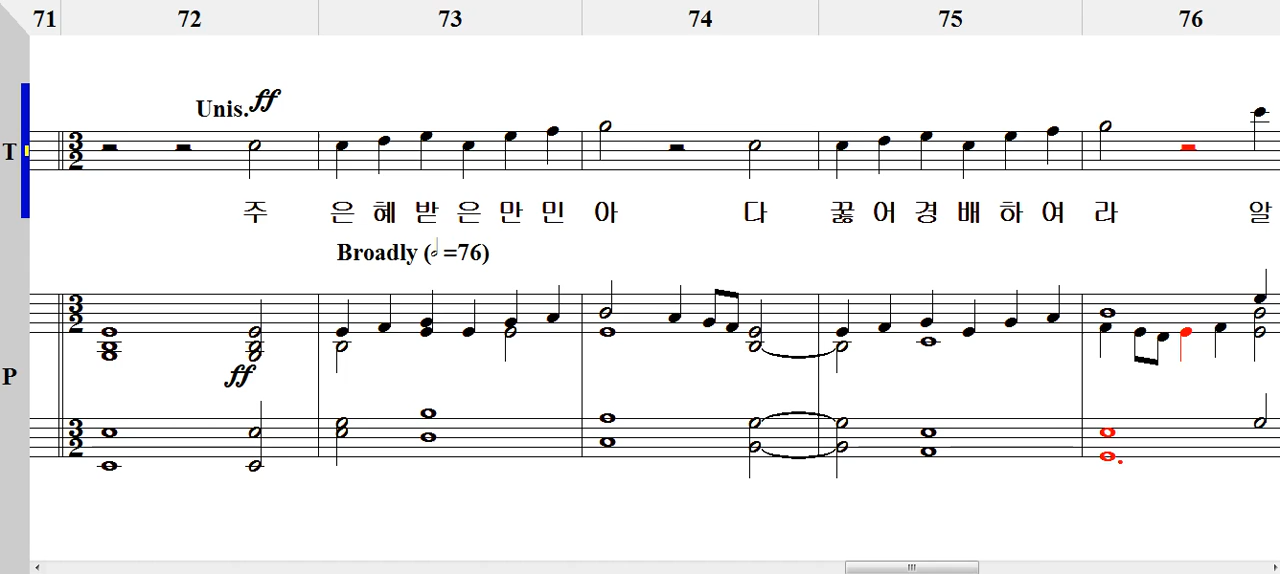 71 72 73 74 75 76
Unis. ff
T 3 2
주 은 혜 받 은 만 민 아 다 꿇 어 경 배 하 여 라 알
Broadly (𝅗𝅥 =76)
3 2
ff
P
3 2